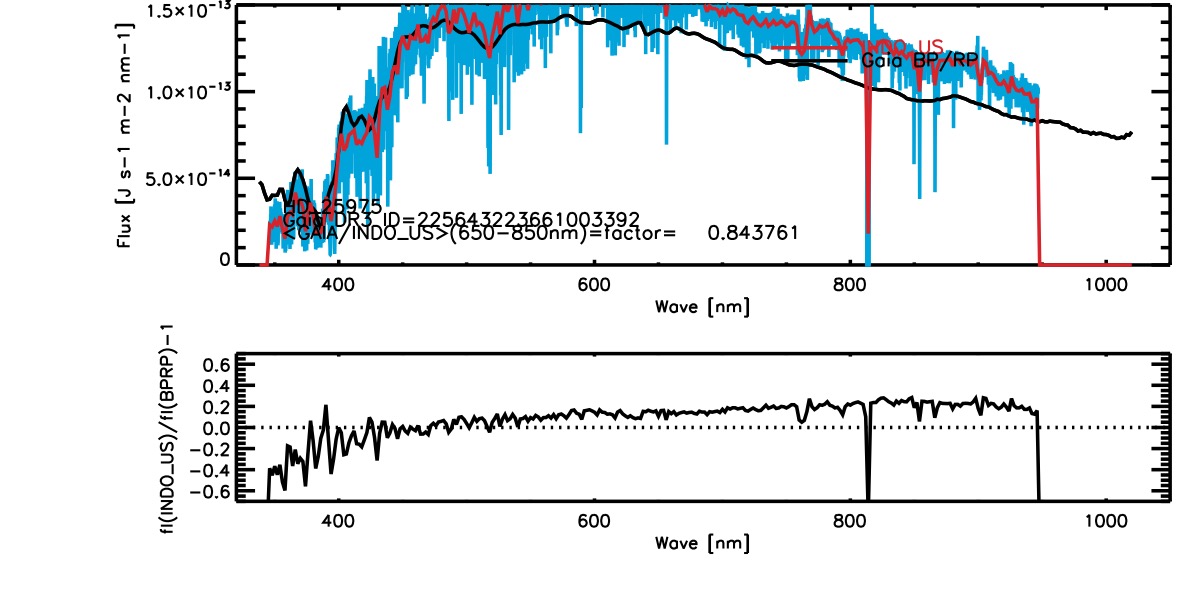 1.5×10⁻¹³
1.0×10⁻¹³
5.0×10⁻¹⁴
0
Flux [J s−1 m−2 nm−1]
INDO_US
Gaia BP/RP
HD_25975
Gaia DR3 ID=225643223661003392
<GAIA/INDO_US>(650−850nm)=factor= 0.843761
400 600 800 1000
Wave [nm]
fl(INDO_US)/fl(BPRP)−1
0.6
0.4
0.2
0.0
−0.2
−0.4
−0.6
400 600 800 1000
Wave [nm]